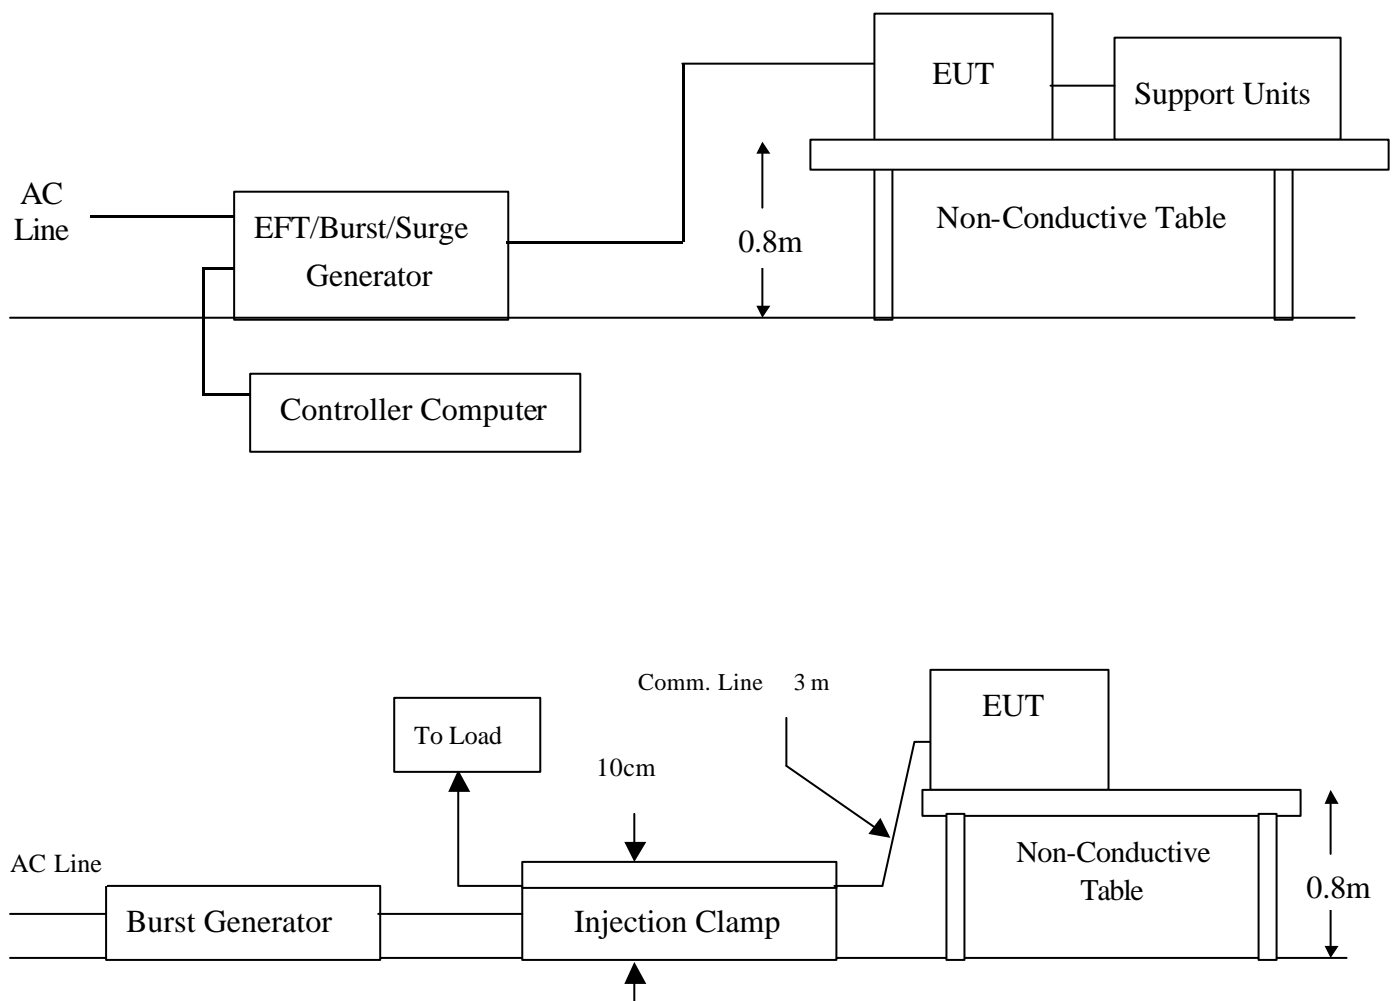 EUT
Support Units
AC
Line
EFT/Burst/Surge
Generator
0.8m
Non-Conductive Table
Controller Computer
Comm. Line 3 m
EUT
To Load
10cm
AC Line
Burst Generator
Injection Clamp
Non-Conductive
Table
0.8m